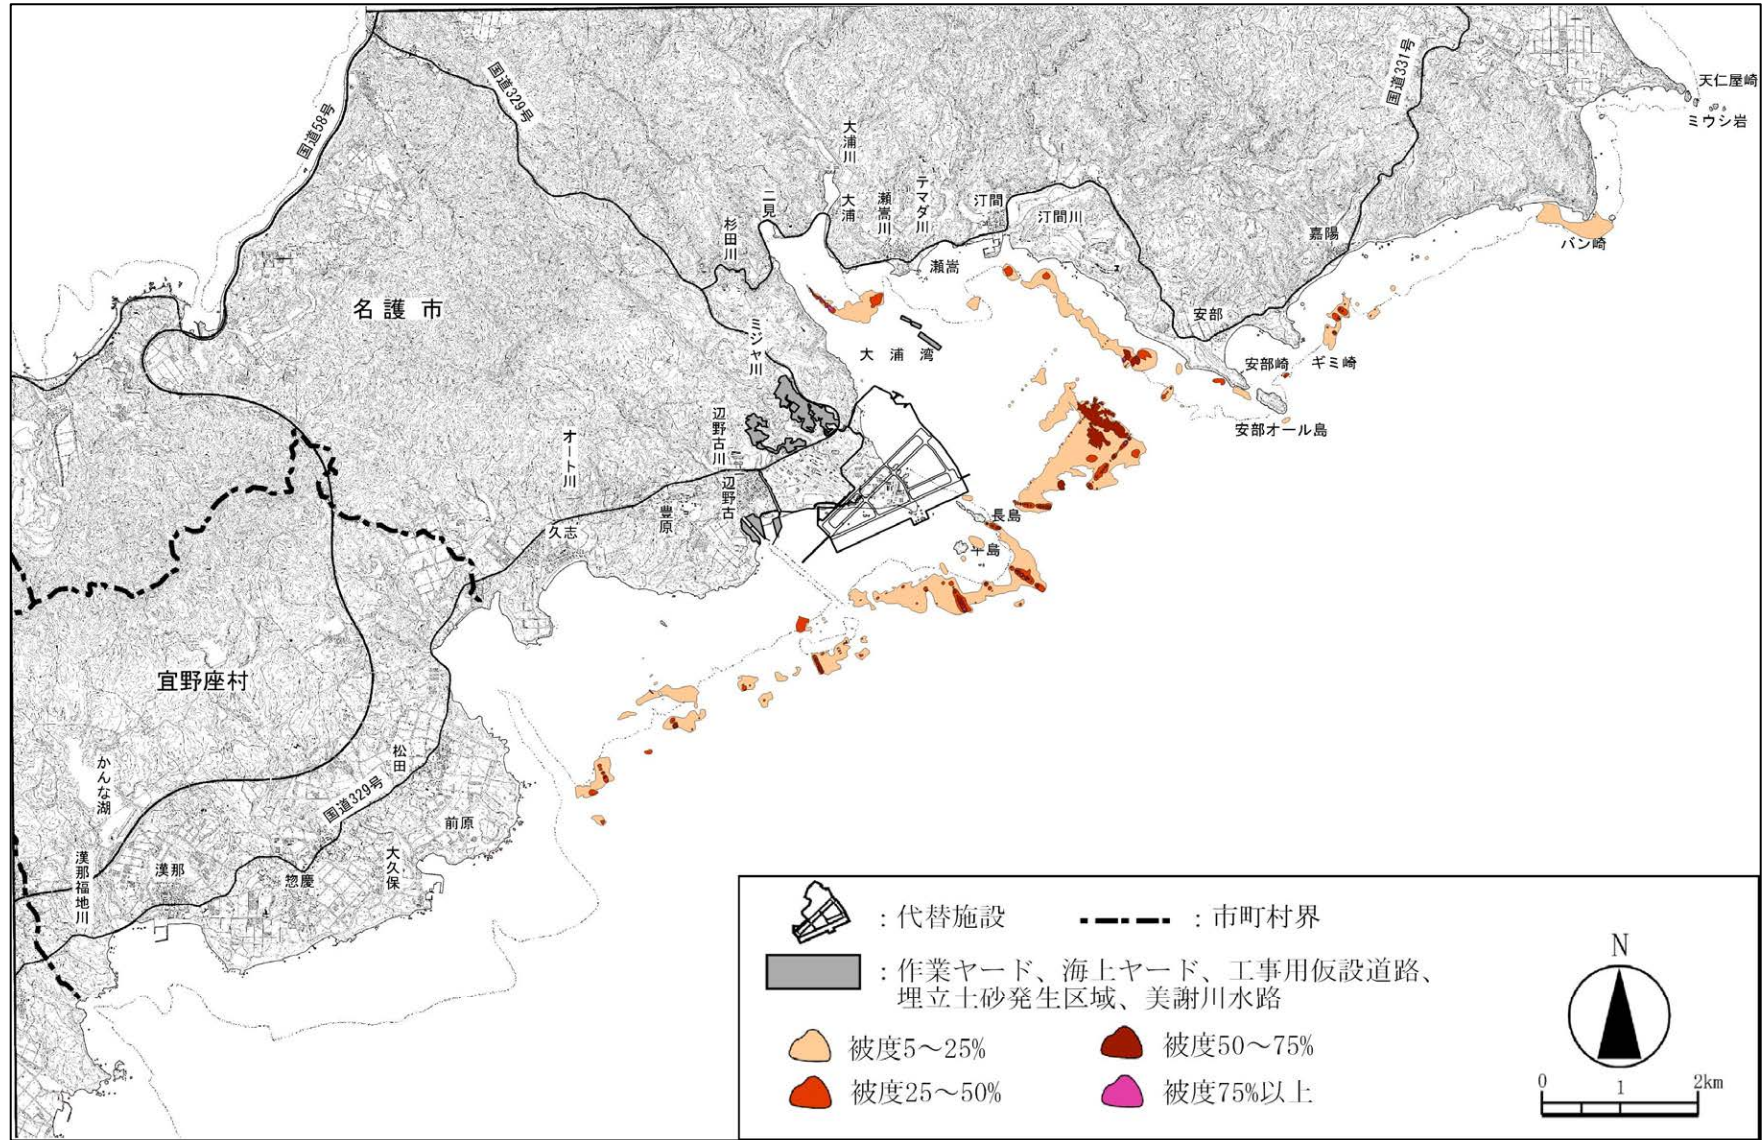 天仁屋崎
ミウシ岩
国道331号
国道329号
国道58号
大浦川
大浦
瀬嵩川
テマダ川
汀間
汀間川
二見
杉田川
瀬嵩
嘉陽
バン崎
名護市
ミジャ川
大浦湾
安部
安部崎
ギミ崎
安部オール島
辺野古川
辺野古
オート川
久志
豊原
長島
平島
宜野座村
かんな湖
松田
国道329号
前原
大久保
惣慶
漢那
漢那福地川
:代替施設
:市町村界
:作業ヤード、海上ヤード、工事用仮設道路、
埋立土砂発生区域、美謝川水路
被度5～25%
被度50～75%
被度25～50%
被度75%以上
N
0 1 2km